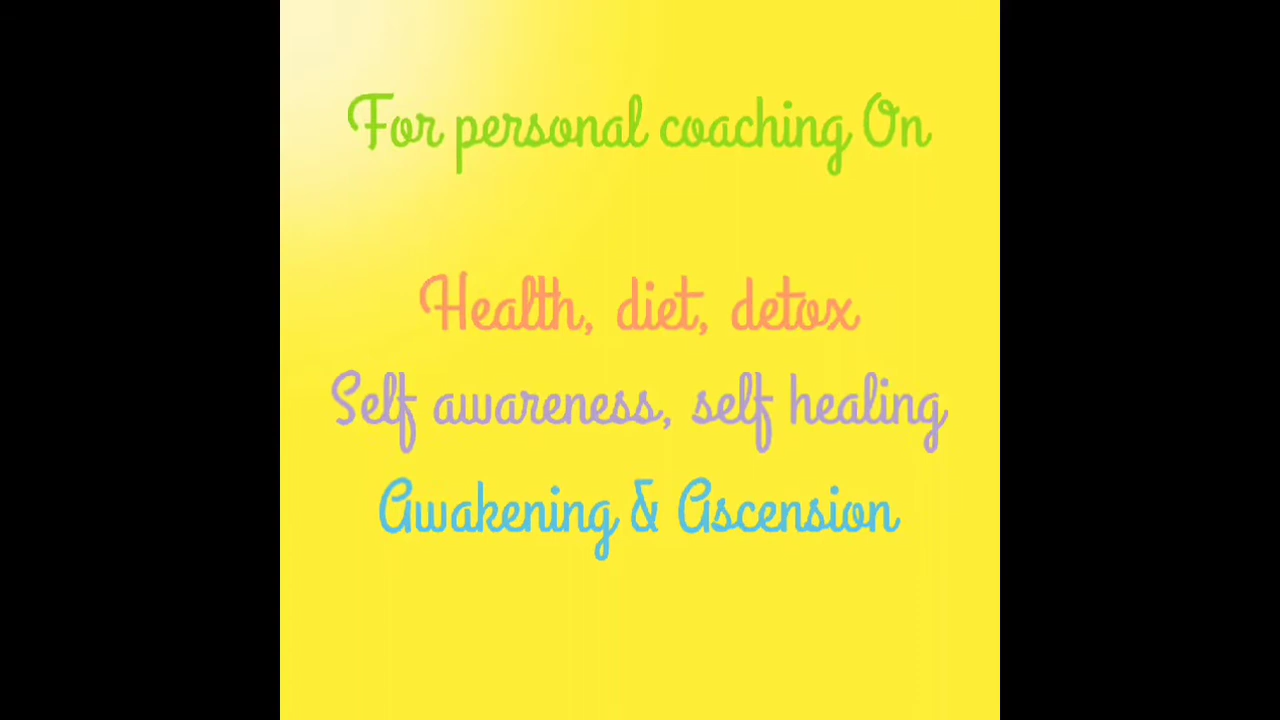 For personal coaching On
Health, diet, detox
Self awareness, self healing
Awakening & Ascension